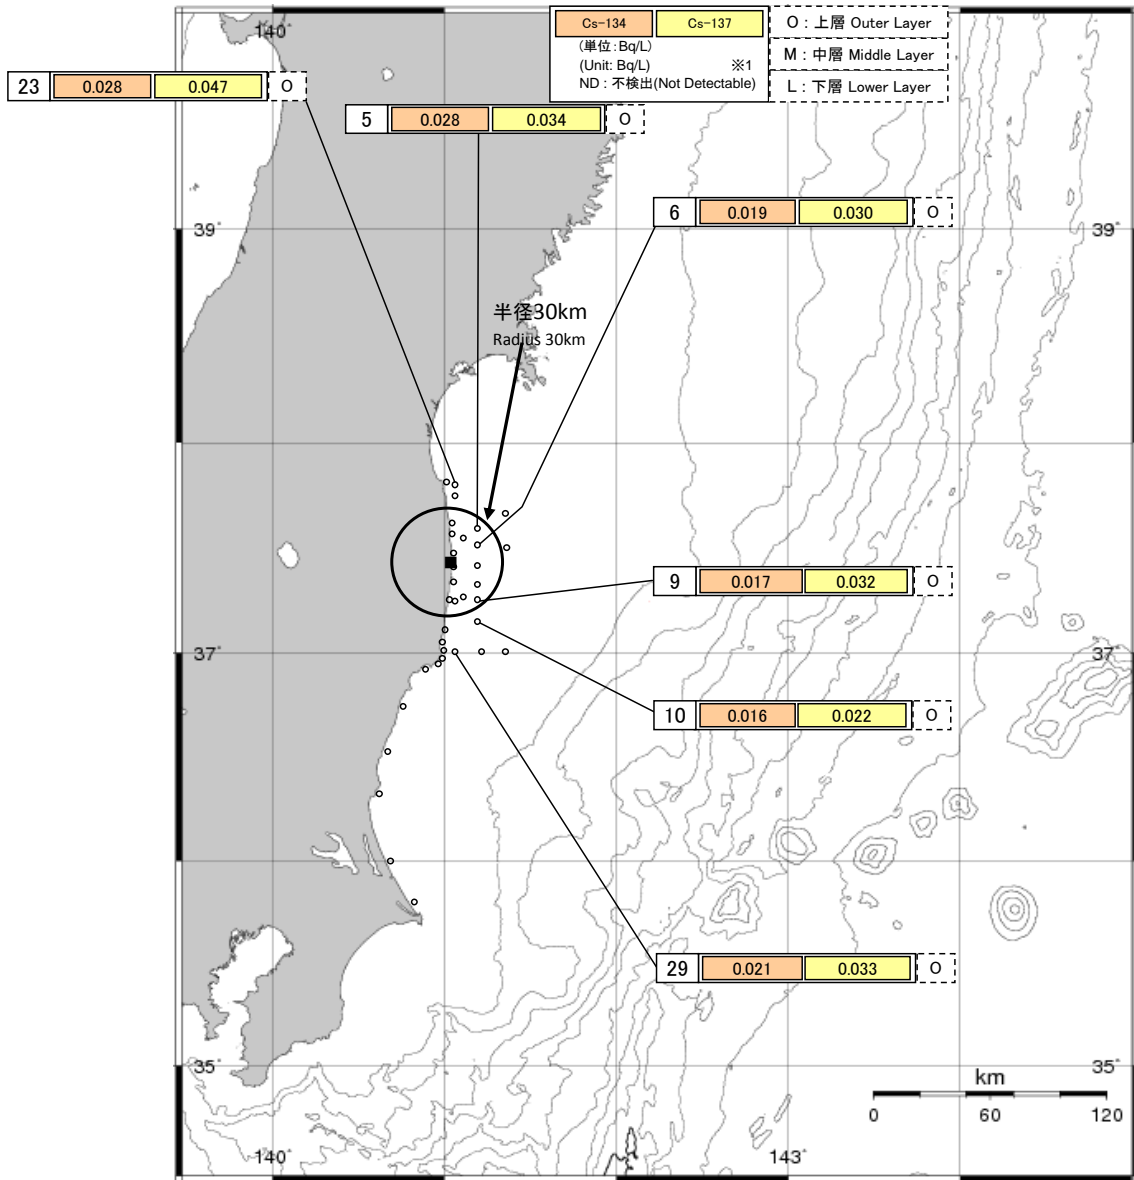 140°
Cs-134 Cs-137
(単位:Bq/L)
(Unit: Bq/L) ※1
ND : 不検出(Not Detectable)
O : 上層 Outer Layer
M : 中層 Middle Layer
L : 下層 Lower Layer
23 0.028 0.047 O
5 0.028 0.034 O
6 0.019 0.030 O
39° 39°
半径30km
Radius 30km
9 0.017 0.032 O
37° 37°
10 0.016 0.022 O
29 0.021 0.033 O
35° 35°
km
0 60 120
140° 143°